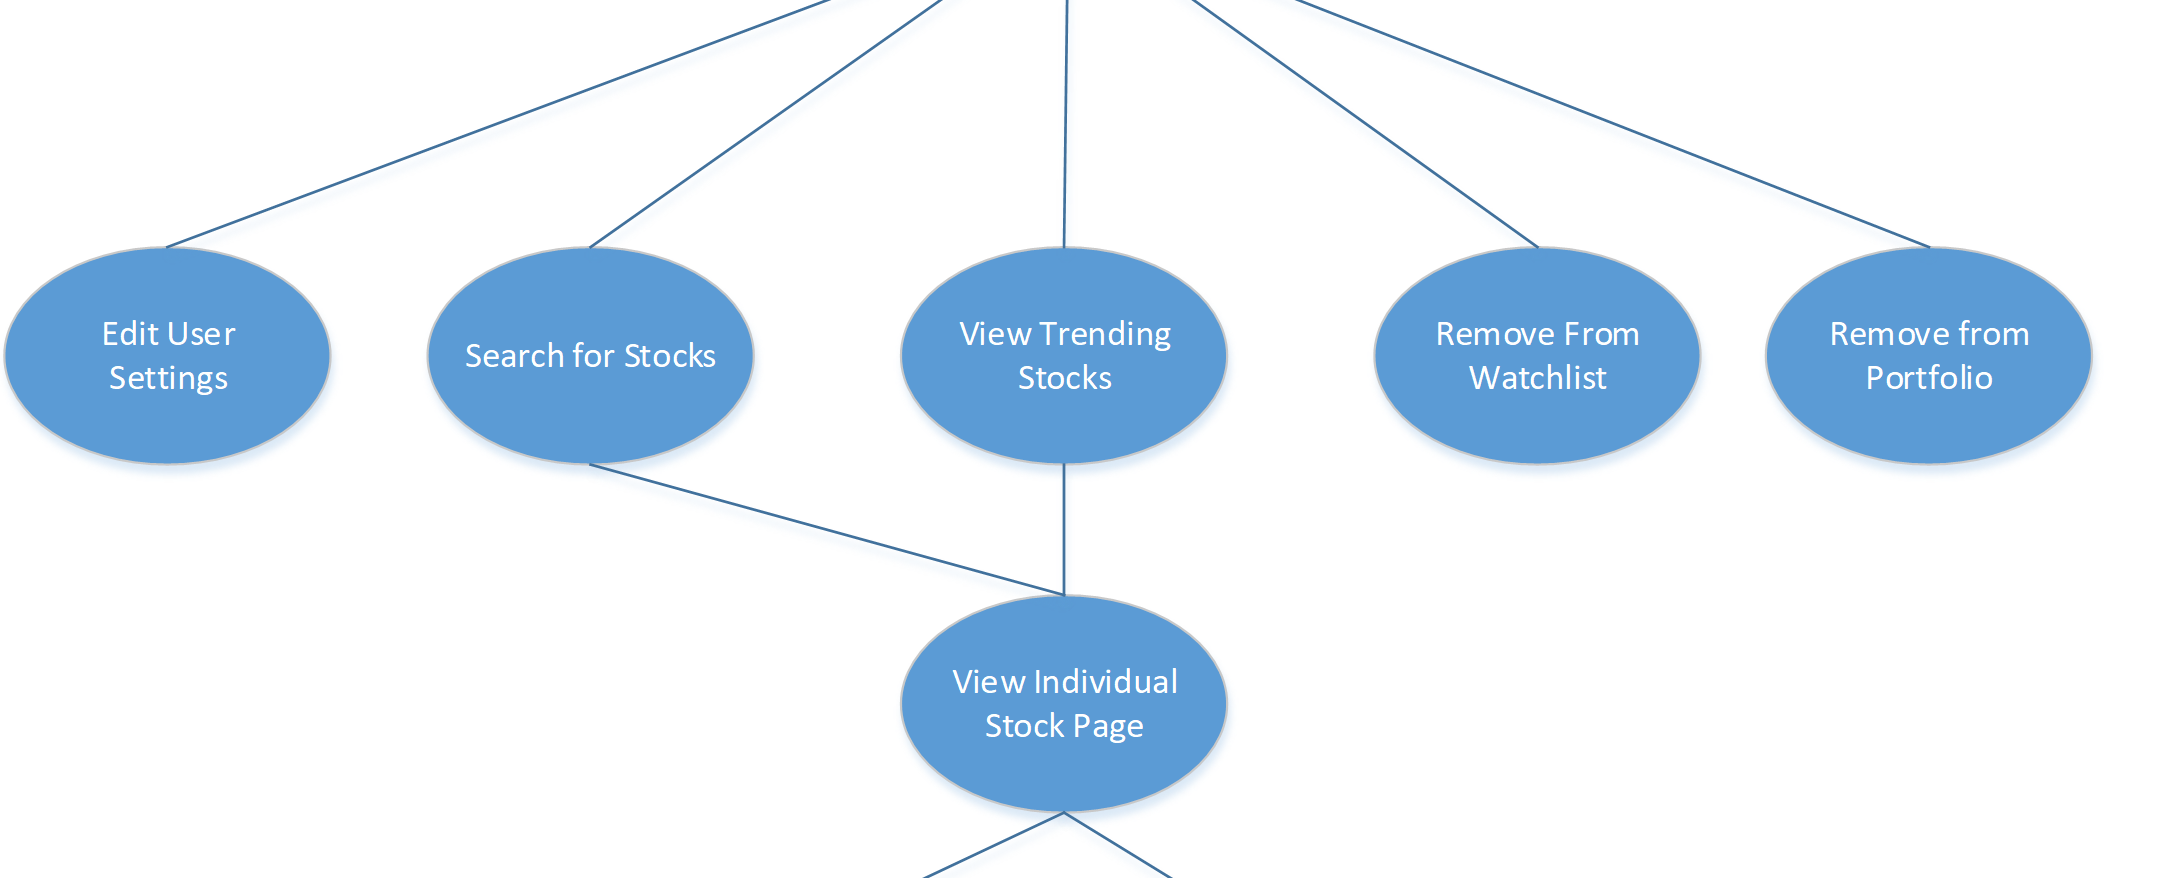 Edit User
Settings
Search for Stocks
View Trending
Stocks
Remove From
Watchlist
Remove from
Portfolio
View Individual
Stock Page